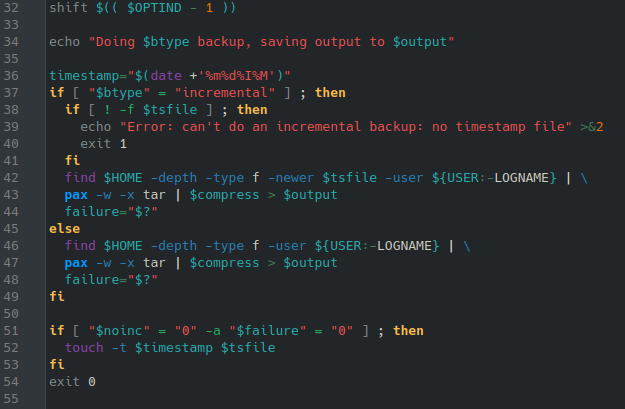 32 shift $(( $OPTIND - 1 ))
33
34 echo "Doing $btype backup, saving output to $output"
35
36 timestamp="$(date +'%m%d%I%M')"
37 if [ "$btype" = "incremental" ] ; then
38   if [ ! -f $tsfile ] ; then
39     echo "Error: can't do an incremental backup: no timestamp file" >&2
40     exit 1
41   fi
42   find $HOME -depth -type f -newer $tsfile -user ${USER:-LOGNAME} | \
43   pax -w -x tar | $compress > $output
44   failure="$?"
45 else
46   find $HOME -depth -type f -user ${USER:-LOGNAME} | \
47   pax -w -x tar | $compress > $output
48   failure="$?"
49 fi
50
51 if [ "$noinc" = "0" -a "$failure" = "0" ] ; then
52   touch -t $timestamp $tsfile
53 fi
54 exit 0
55